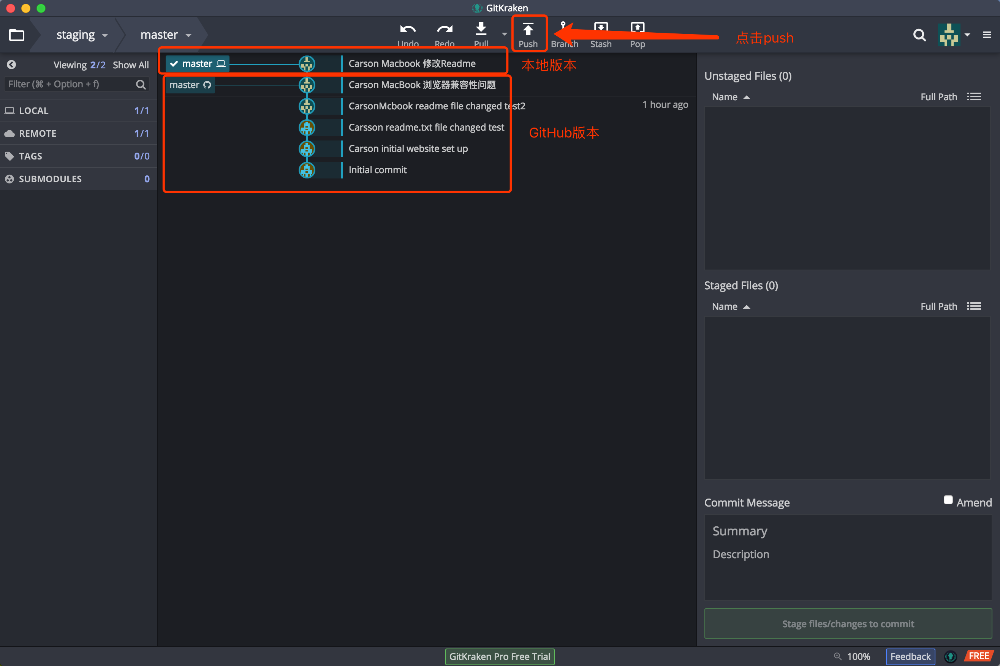 GitKraken
staging
master
Undo
Redo
Pull
Push
Branch
Stash
Pop
点击push
Viewing 2/2 Show All
Filter (⌘ + Option + f)
LOCAL 1/1
REMOTE 1/1
TAGS 0/0
SUBMODULES 0
master
Carson Macbook 修改Readme
本地版本
master
Carson MacBook 浏览器兼容性问题
CarsonMcbook readme file changed test2
1 hour ago
Carsson readme.txt file changed test
GitHub版本
Carson initial website set up
Initial commit
Unstaged Files (0)
Name Full Path
Staged Files (0)
Name Full Path
Commit Message
Amend
Summary
Description
Stage files/changes to commit
GitKraken Pro Free Trial
100%
Feedback
FREE